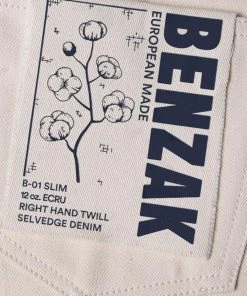 BENZAK
EUROPEAN MADE
B-01 SLIM
12 oz. ECRU
RIGHT HAND TWILL
SELVEDGE DENIM